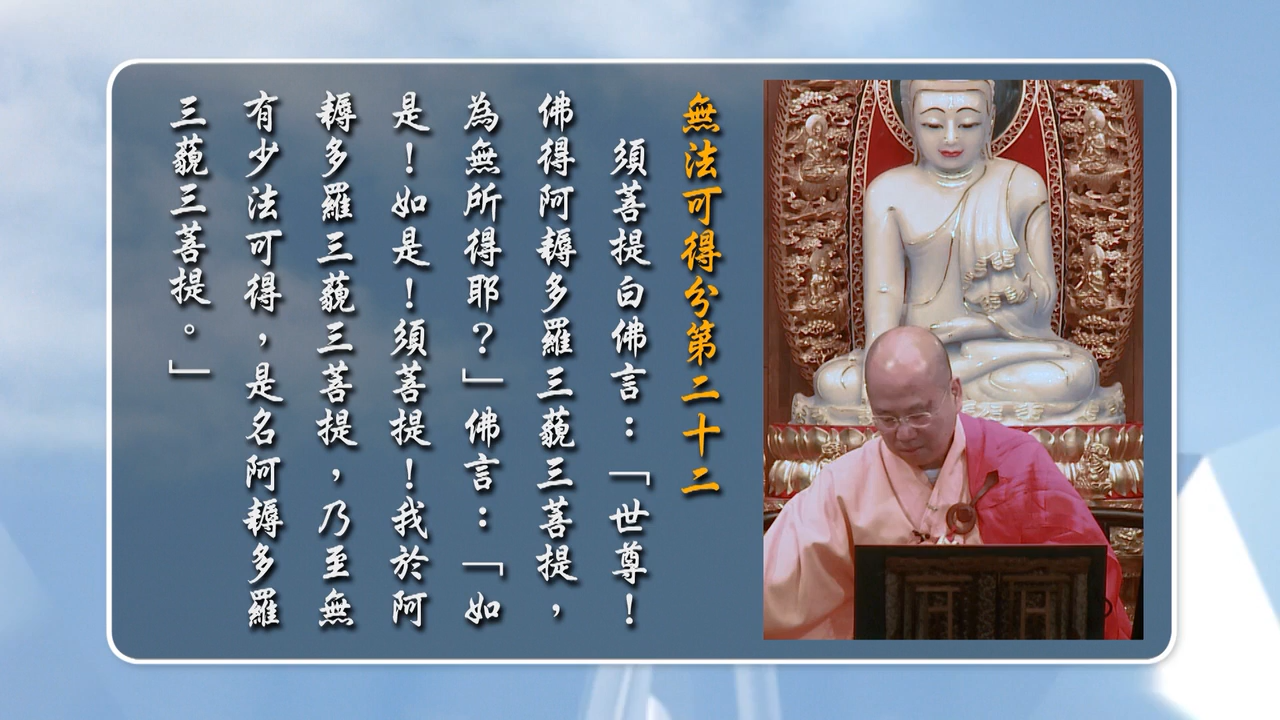 無法可得分第二十二
須菩提白佛言：「世尊！
佛得阿耨多羅三藐三菩提，
為無所得耶？」佛言：「如
是！如是！須菩提！我於阿
耨多羅三藐三菩提，乃至無
有少法可得，是名阿耨多羅
三藐三菩提。」